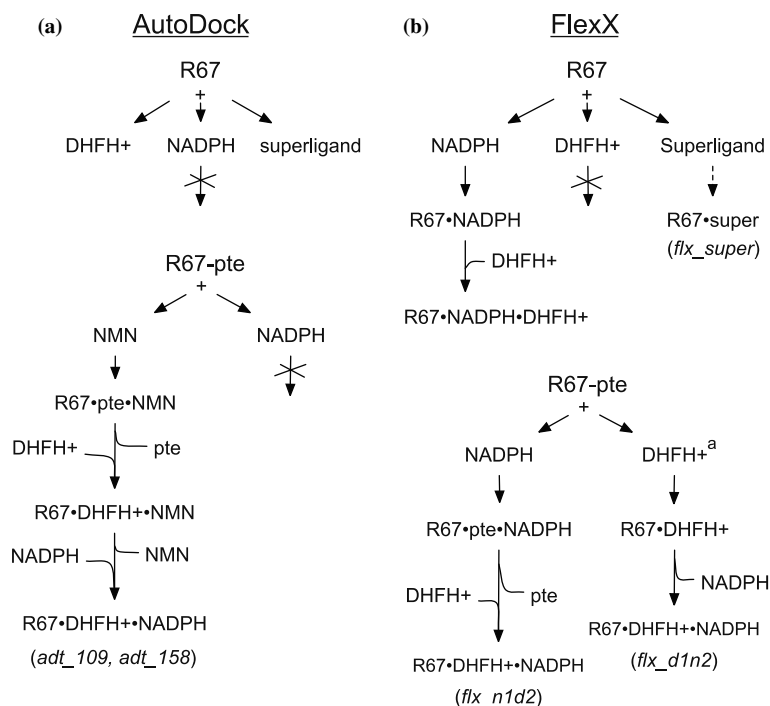 (a) AutoDock
R67
+
DHFH+ NADPH superligand
R67-pte
+
NMN NADPH
R67•pte•NMN
DHFH+ pte
R67•DHFH+•NMN
NADPH NMN
R67•DHFH+•NADPH
(adt_109, adt_158)
(b) FlexX
R67
+
NADPH DHFH+ Superligand
R67•NADPH R67•super
(flx_super)
DHFH+
R67•NADPH•DHFH+
R67-pte
+
NADPH DHFH+a
R67•pte•NADPH R67•DHFH+
NADPH
DHFH+ pte
R67•DHFH+•NADPH
(flx_d1n2)
R67•DHFH+•NADPH
(flx_n1d2)